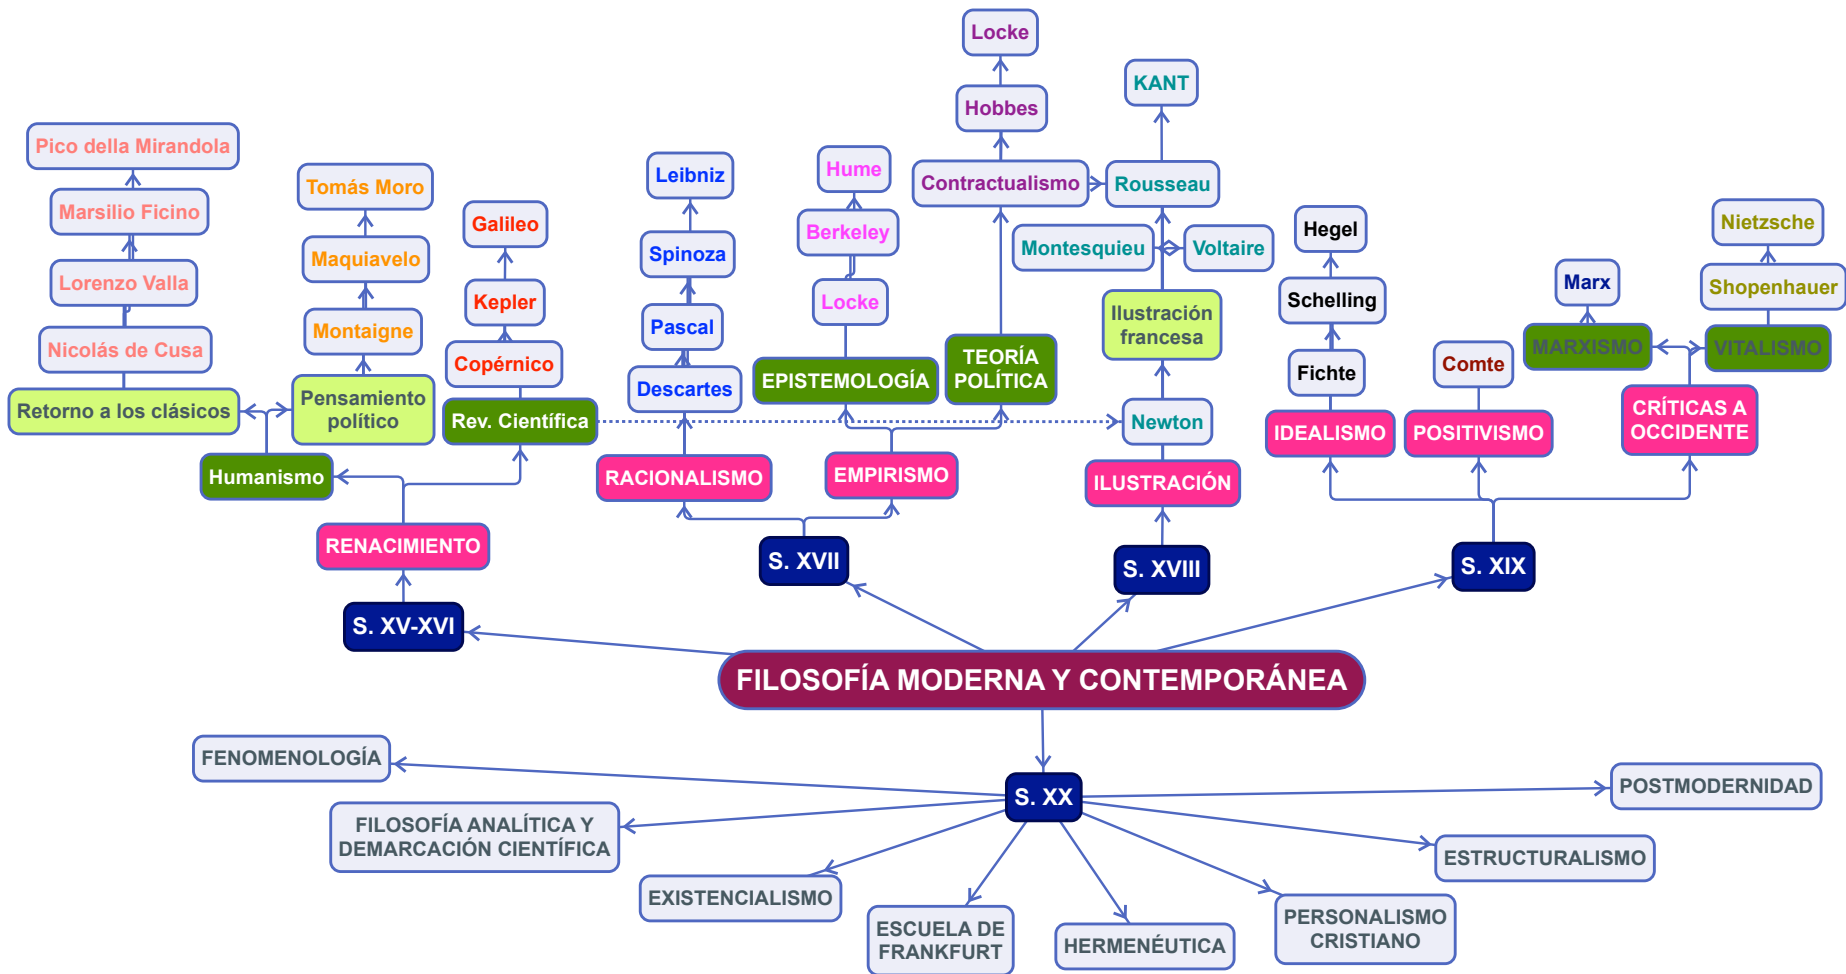 Locke
KANT
Hobbes
Pico della Mirandola
Tomás Moro
Leibniz
Hume
Contractualismo
Rousseau
Marsilio Ficino
Galileo
Berkeley
Nietzsche
Hegel
Maquiavelo
Spinoza
Montesquieu
Voltaire
Lorenzo Valla
Kepler
Locke
Schelling
Marx
Shopenhauer
Montaigne
Pascal
Ilustración
francesa
Nicolás de Cusa
Copérnico
MARXISMO
VITALISMO
EPISTEMOLOGÍA
TEORÍA
POLÍTICA
Descartes
Fichte
Comte
Retorno a los clásicos
Pensamiento
político
Rev. Científica
Newton
IDEALISMO
POSITIVISMO
CRÍTICAS A
OCCIDENTE
Humanismo
RACIONALISMO
EMPIRISMO
ILUSTRACIÓN
RENACIMIENTO
S. XVII
S. XVIII
S. XIX
S. XV-XVI
FILOSOFÍA MODERNA Y CONTEMPORÁNEA
FENOMENOLOGÍA
S. XX
POSTMODERNIDAD
FILOSOFÍA ANALÍTICA Y
DEMARCACIÓN CIENTÍFICA
ESTRUCTURALISMO
EXISTENCIALISMO
ESCUELA DE
FRANKFURT
HERMENÉUTICA
PERSONALISMO
CRISTIANO